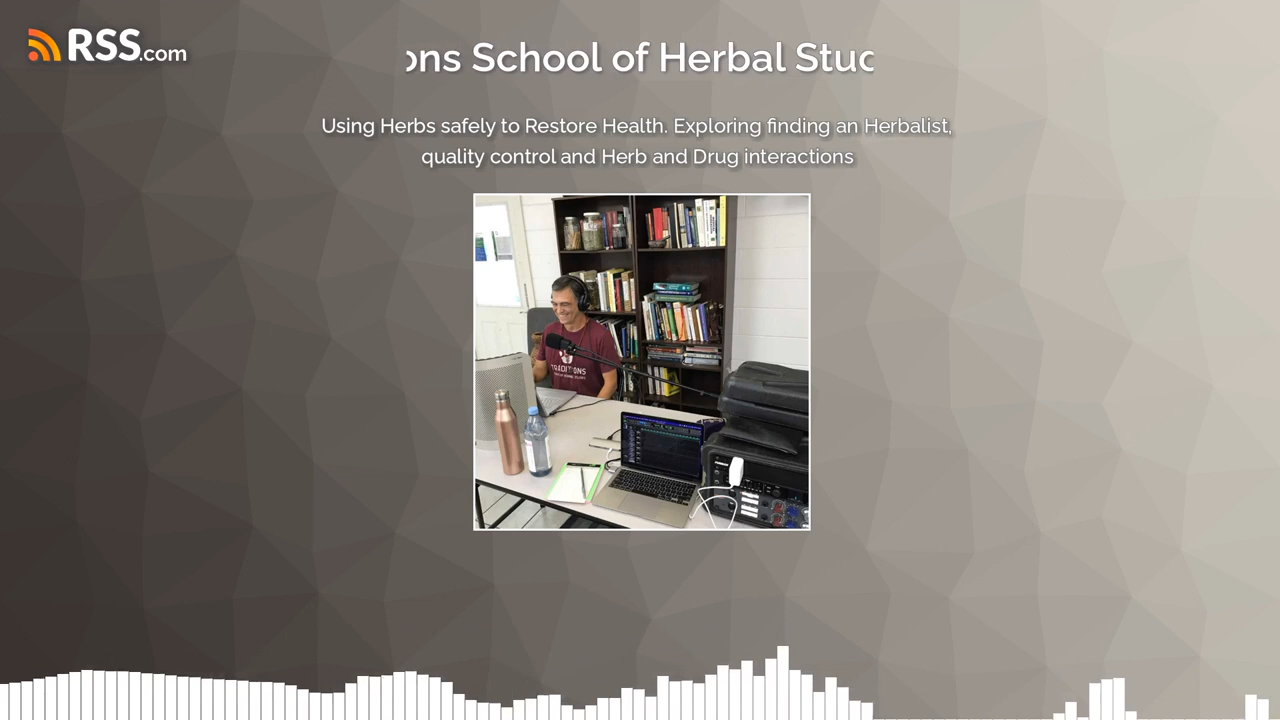 RSS.com
ons School of Herbal Stud
Using Herbs safely to Restore Health. Exploring finding an Herbalist,
quality control and Herb and Drug interactions
TRADITIONS